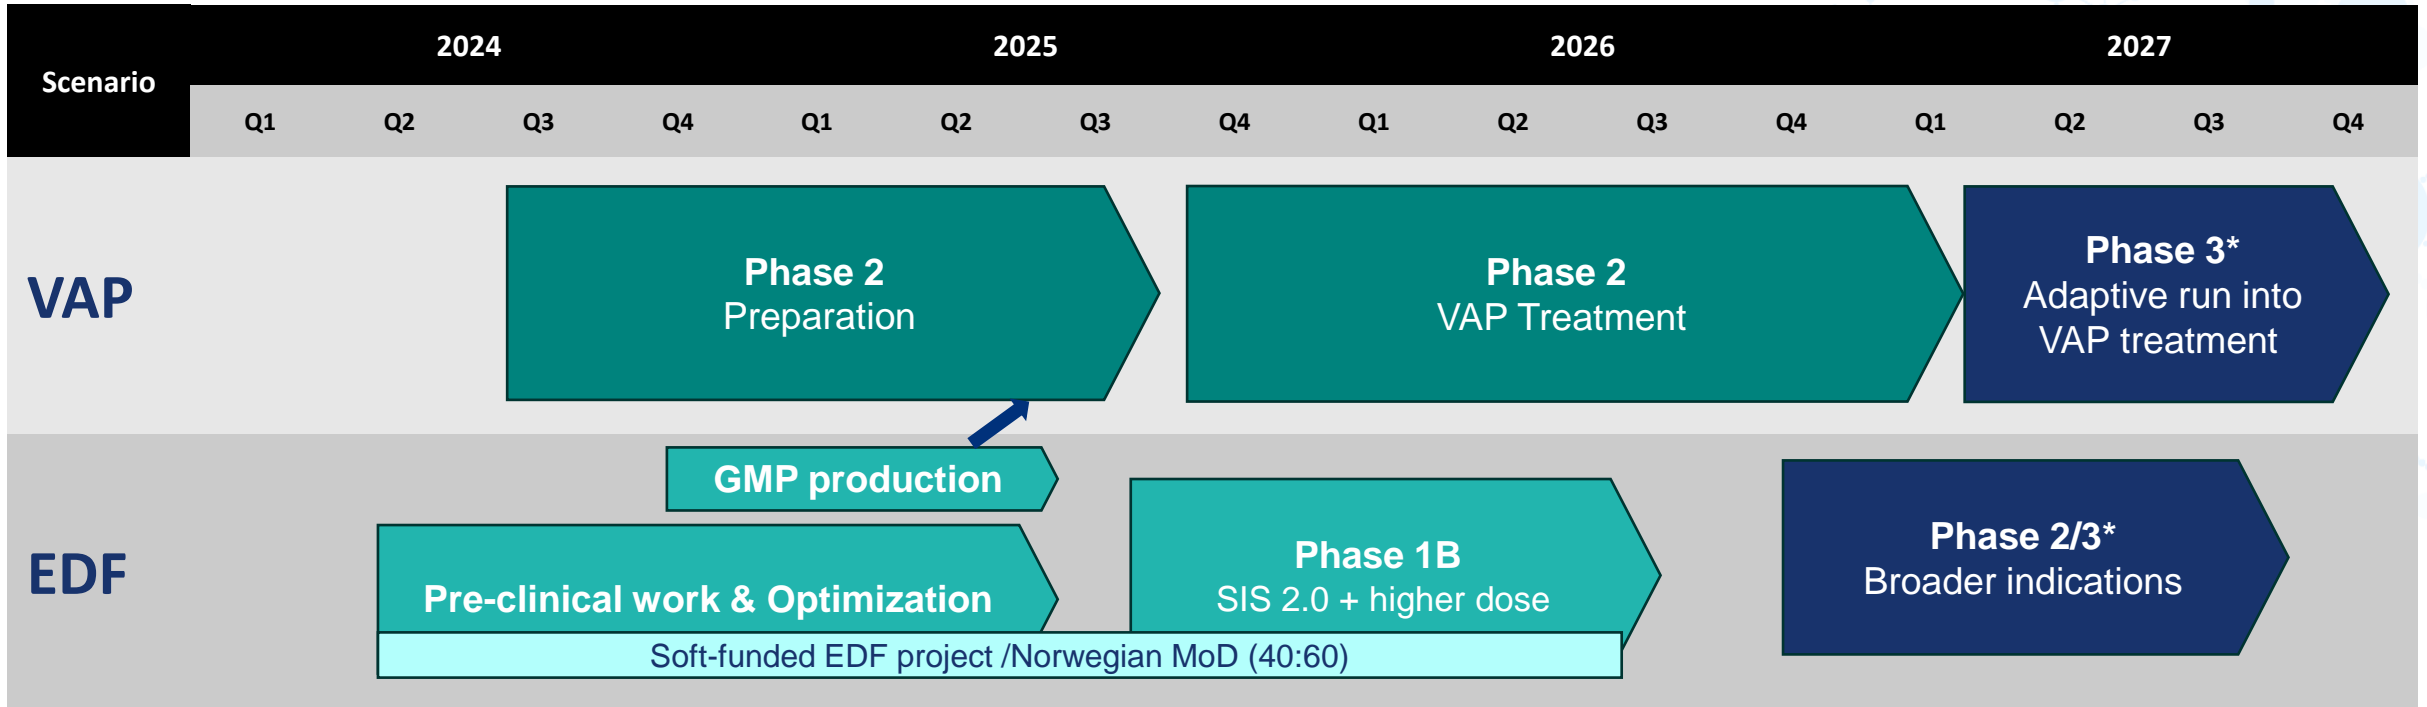 Scenario
2024 2025 2026 2027
Q1 Q2 Q3 Q4 Q1 Q2 Q3 Q4 Q1 Q2 Q3 Q4 Q1 Q2 Q3 Q4
VAP
Phase 2
Preparation
Phase 2
VAP Treatment
Phase 3*
Adaptive run into
VAP treatment
EDF
GMP production
Pre-clinical work & Optimization
Phase 1B
SIS 2.0 + higher dose
Phase 2/3*
Broader indications
Soft-funded EDF project /Norwegian MoD (40:60)